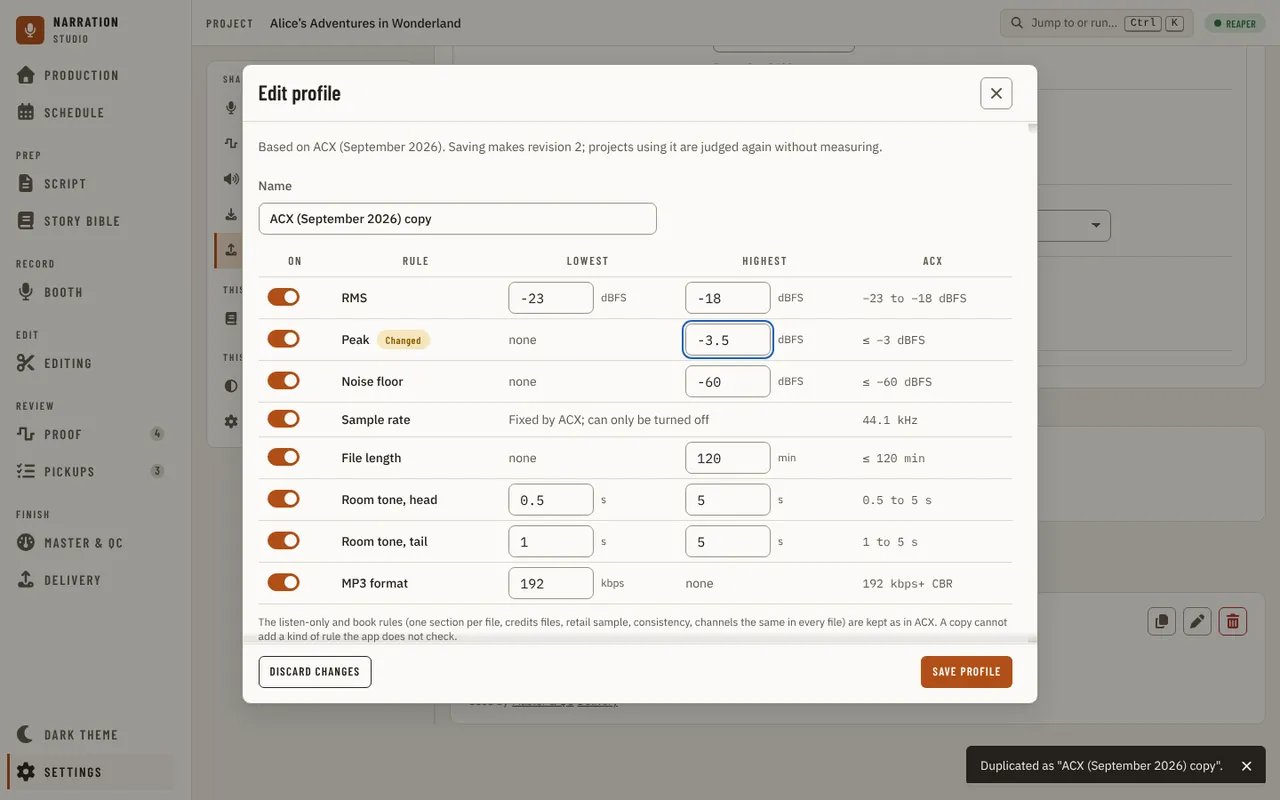 NARRATION
STUDIO
PROJECT Alice's Adventures in Wonderland
Jump to or run... Ctrl K
REAPER
PRODUCTION
SCHEDULE
PREP
SCRIPT
STORY BIBLE
RECORD
BOOTH
EDIT
EDITING
REVIEW
PROOF 4
PICKUPS 3
FINISH
MASTER & QC
DELIVERY
DARK THEME
SETTINGS
Edit profile
Based on ACX (September 2026). Saving makes revision 2; projects using it are judged again without measuring.
Name
ACX (September 2026) copy
ON RULE LOWEST HIGHEST ACX
RMS -23 dBFS -18 dBFS −23 to −18 dBFS
Peak Changed none -3.5 dBFS ≤ −3 dBFS
Noise floor none -60 dBFS ≤ −60 dBFS
Sample rate Fixed by ACX; can only be turned off 44.1 kHz
File length none 120 min ≤ 120 min
Room tone, head 0.5 s 5 s 0.5 to 5 s
Room tone, tail 1 s 5 s 1 to 5 s
MP3 format 192 kbps none 192 kbps+ CBR
The listen-only and book rules (one section per file, credits files, retail sample, consistency, channels the same in every file) are kept as in ACX. A copy cannot
add a kind of rule the app does not check.
DISCARD CHANGES
SAVE PROFILE
Duplicated as "ACX (September 2026) copy".